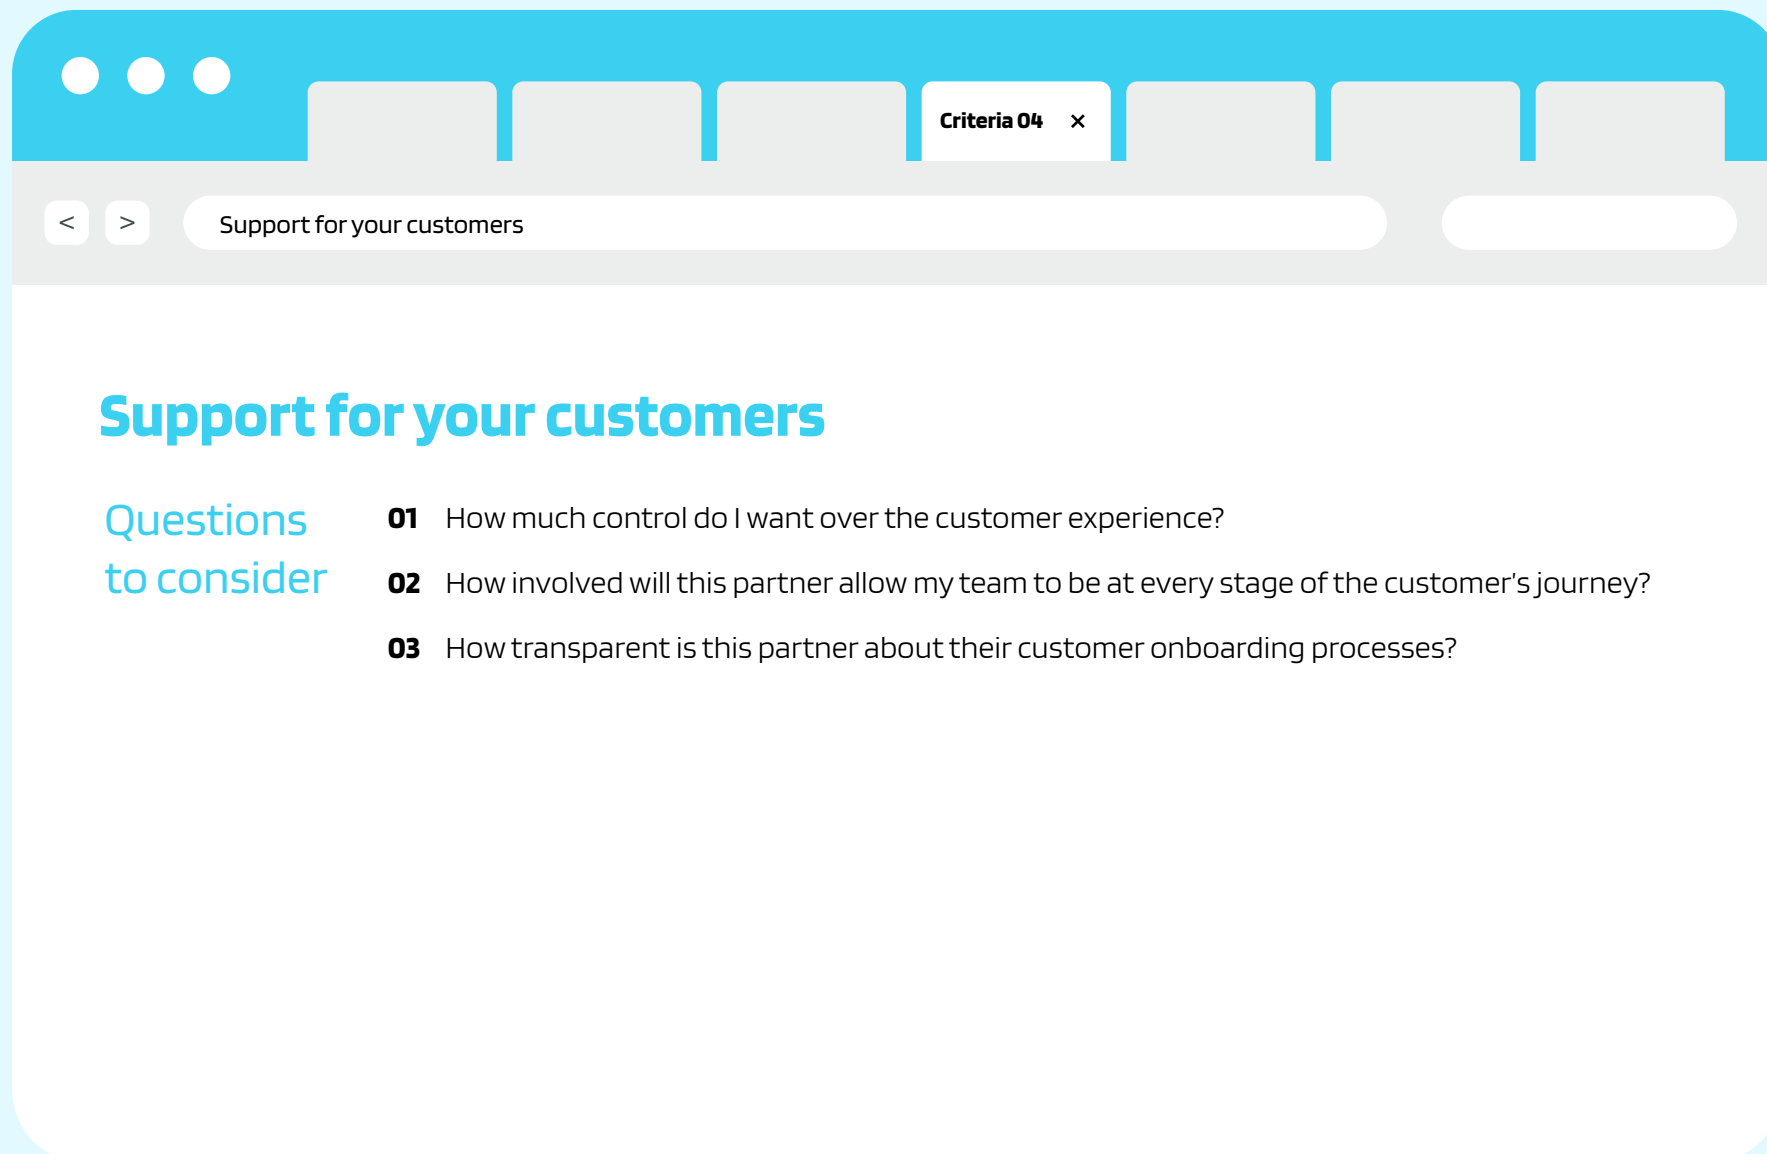 Criteria 04 ×
< > Support for your customers
Support for your customers
Questions
to consider
01 How much control do I want over the customer experience?
02 How involved will this partner allow my team to be at every stage of the customer's journey?
03 How transparent is this partner about their customer onboarding processes?